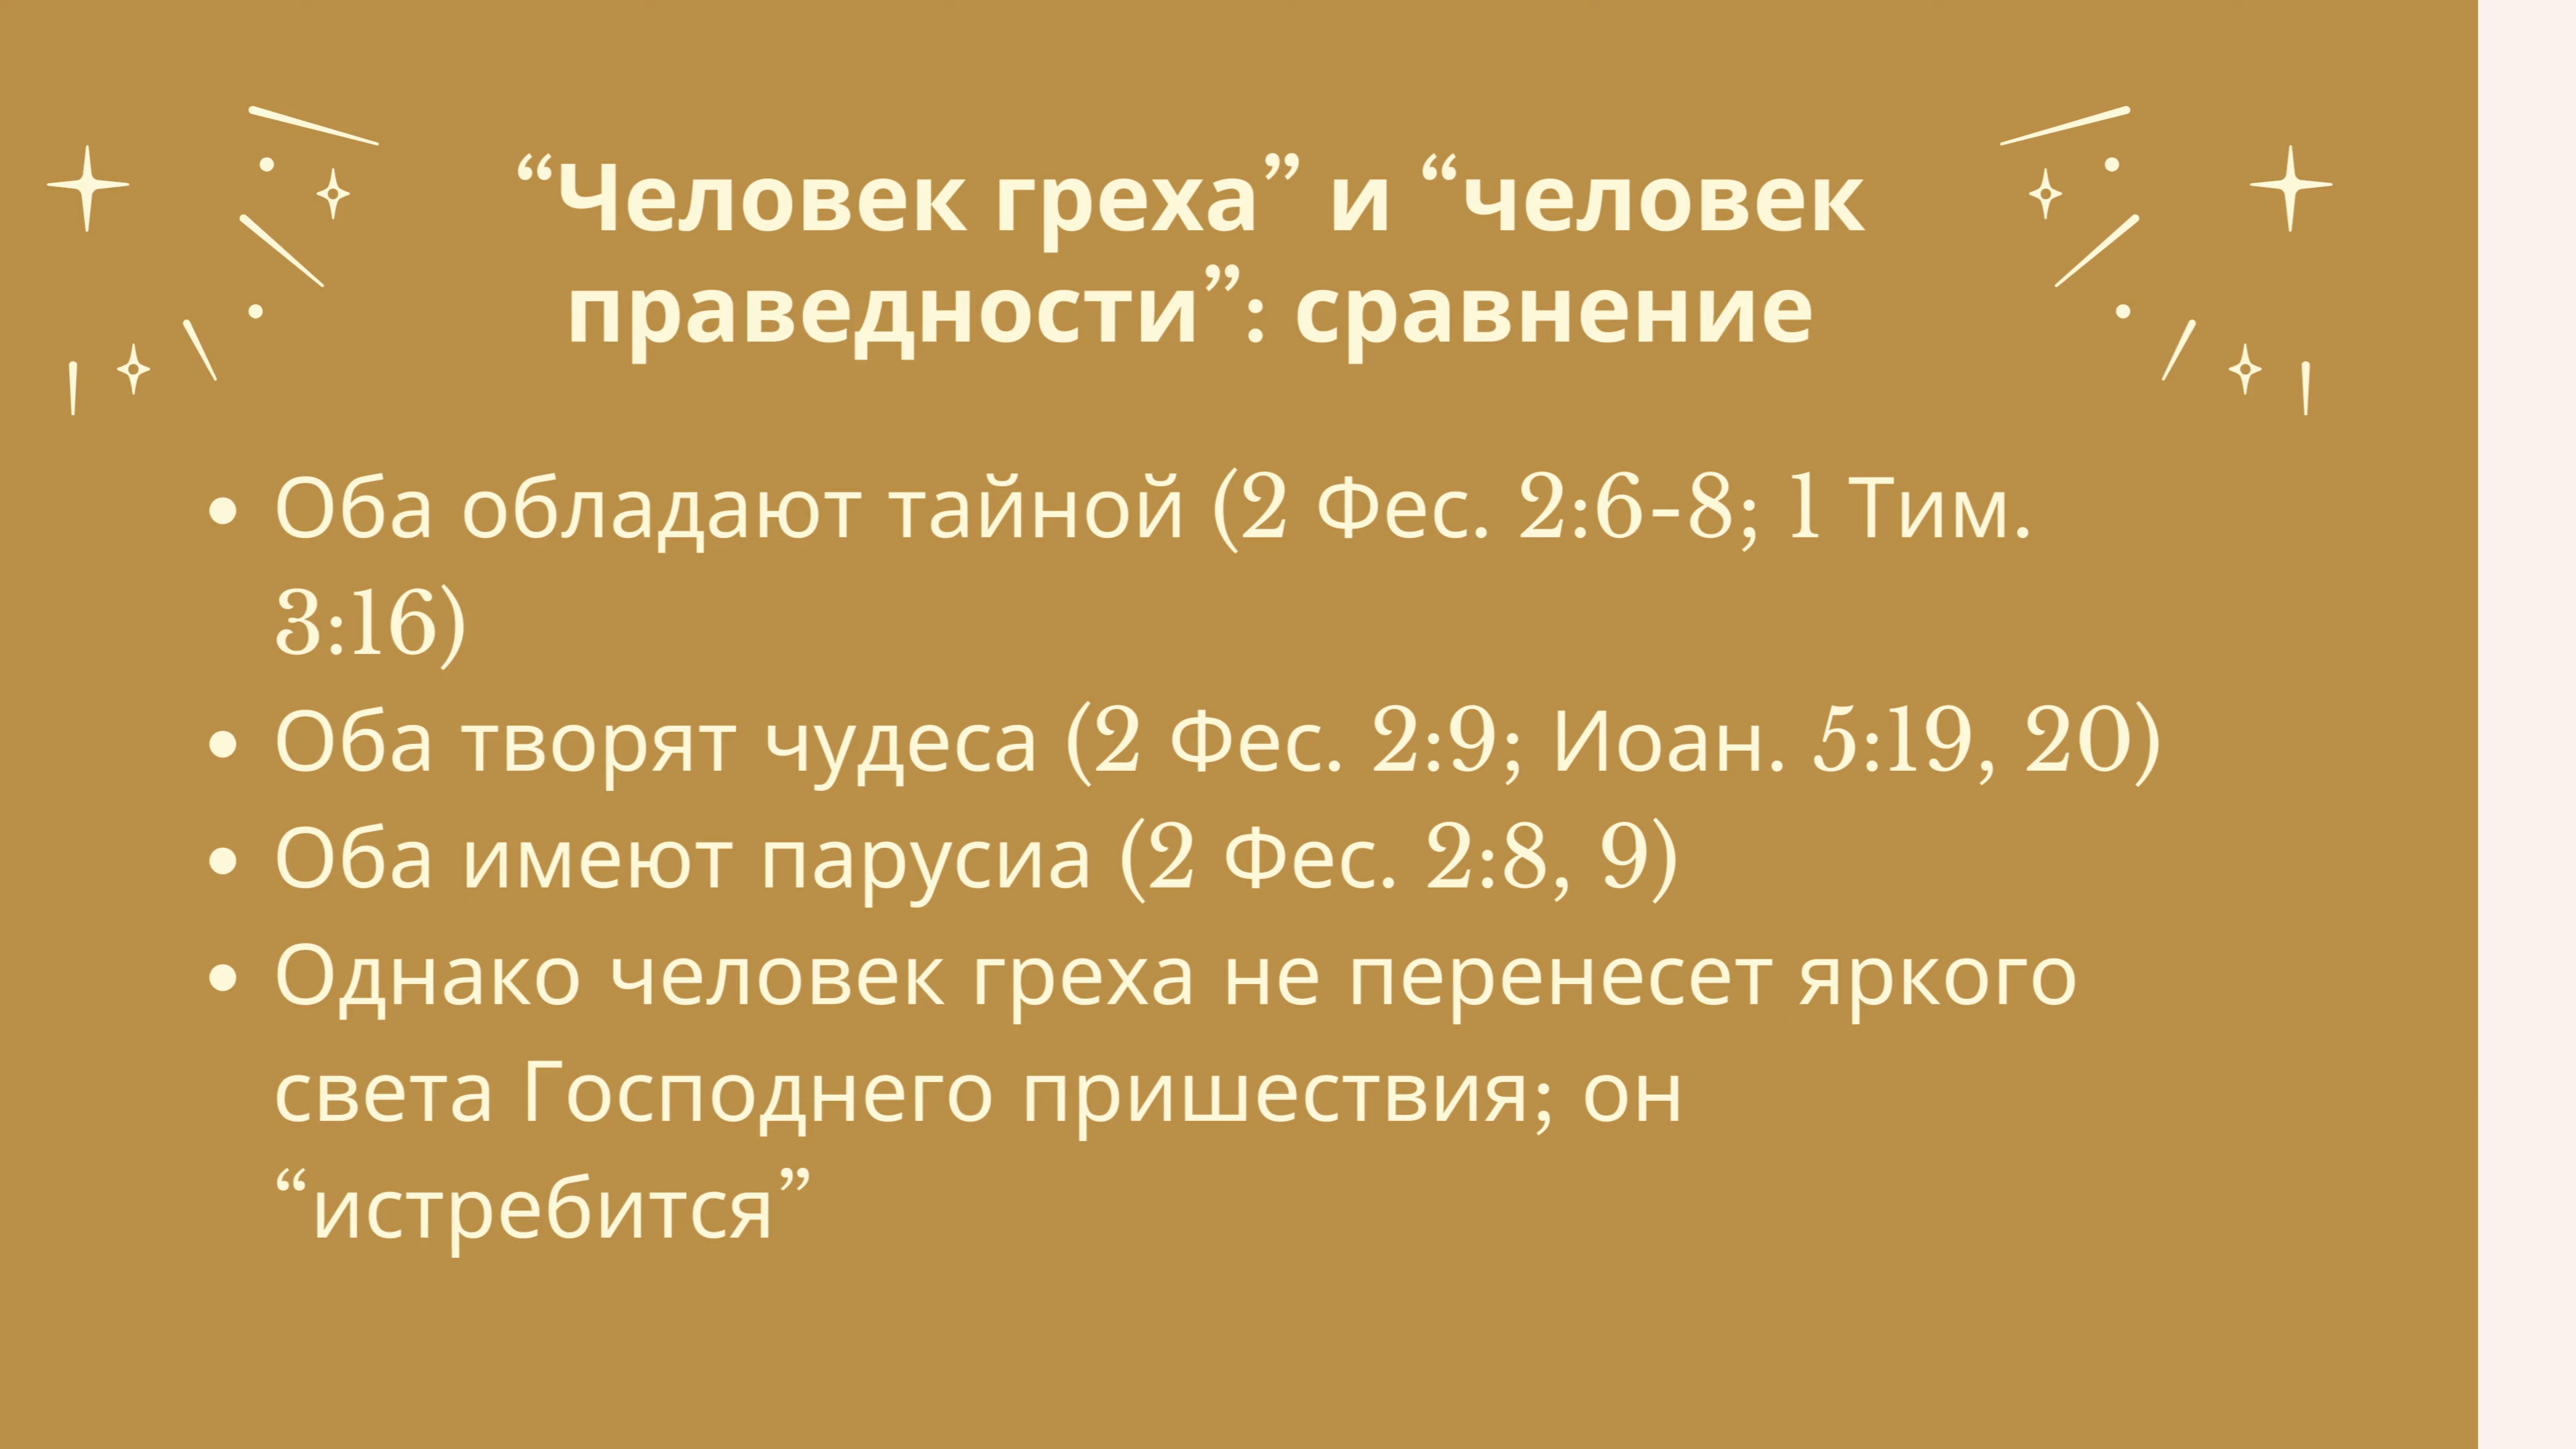 “Человек греха” и “человек
праведности”: сравнение
• Оба обладают тайной (2 Фес. 2:6-8; 1 Тим.
3:16)
• Оба творят чудеса (2 Фес. 2:9; Иоан. 5:19, 20)
• Оба имеют парусиа (2 Фес. 2:8, 9)
• Однако человек греха не перенесет яркого
света Господнего пришествия; он
“истребится”